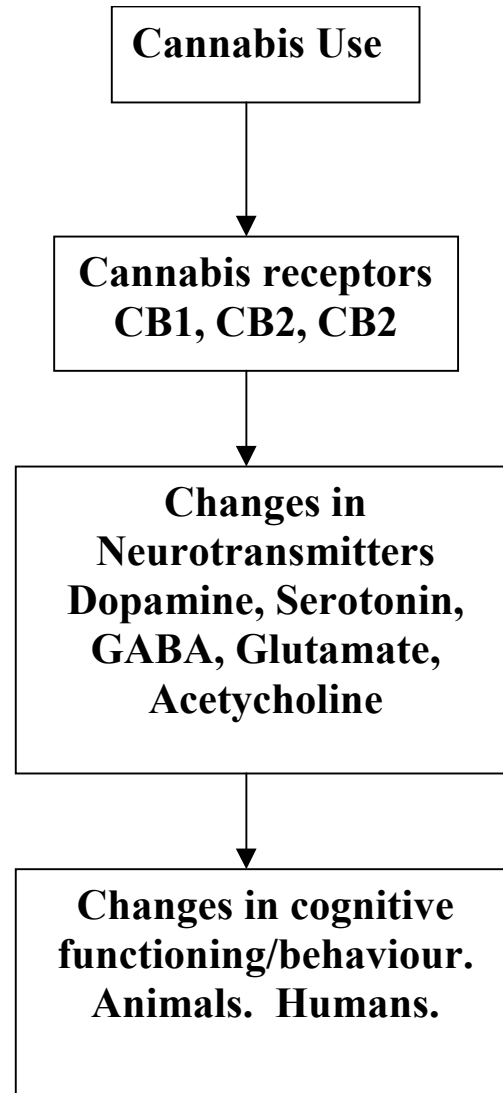 Cannabis Use
Cannabis receptors
CB1, CB2, CB2
Changes in
Neurotransmitters
Dopamine, Serotonin,
GABA, Glutamate,
Acetycholine
Changes in cognitive
functioning/behaviour.
Animals.  Humans.